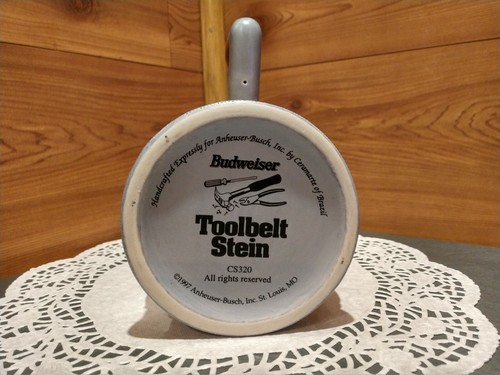 Handcrafted Expressly for Anheuser-Busch, Inc. by Ceramarte of Brasil
Budweiser
Toolbelt
Stein
CS320
All rights reserved
©1997 Anheuser-Busch, Inc. St. Louis, MO